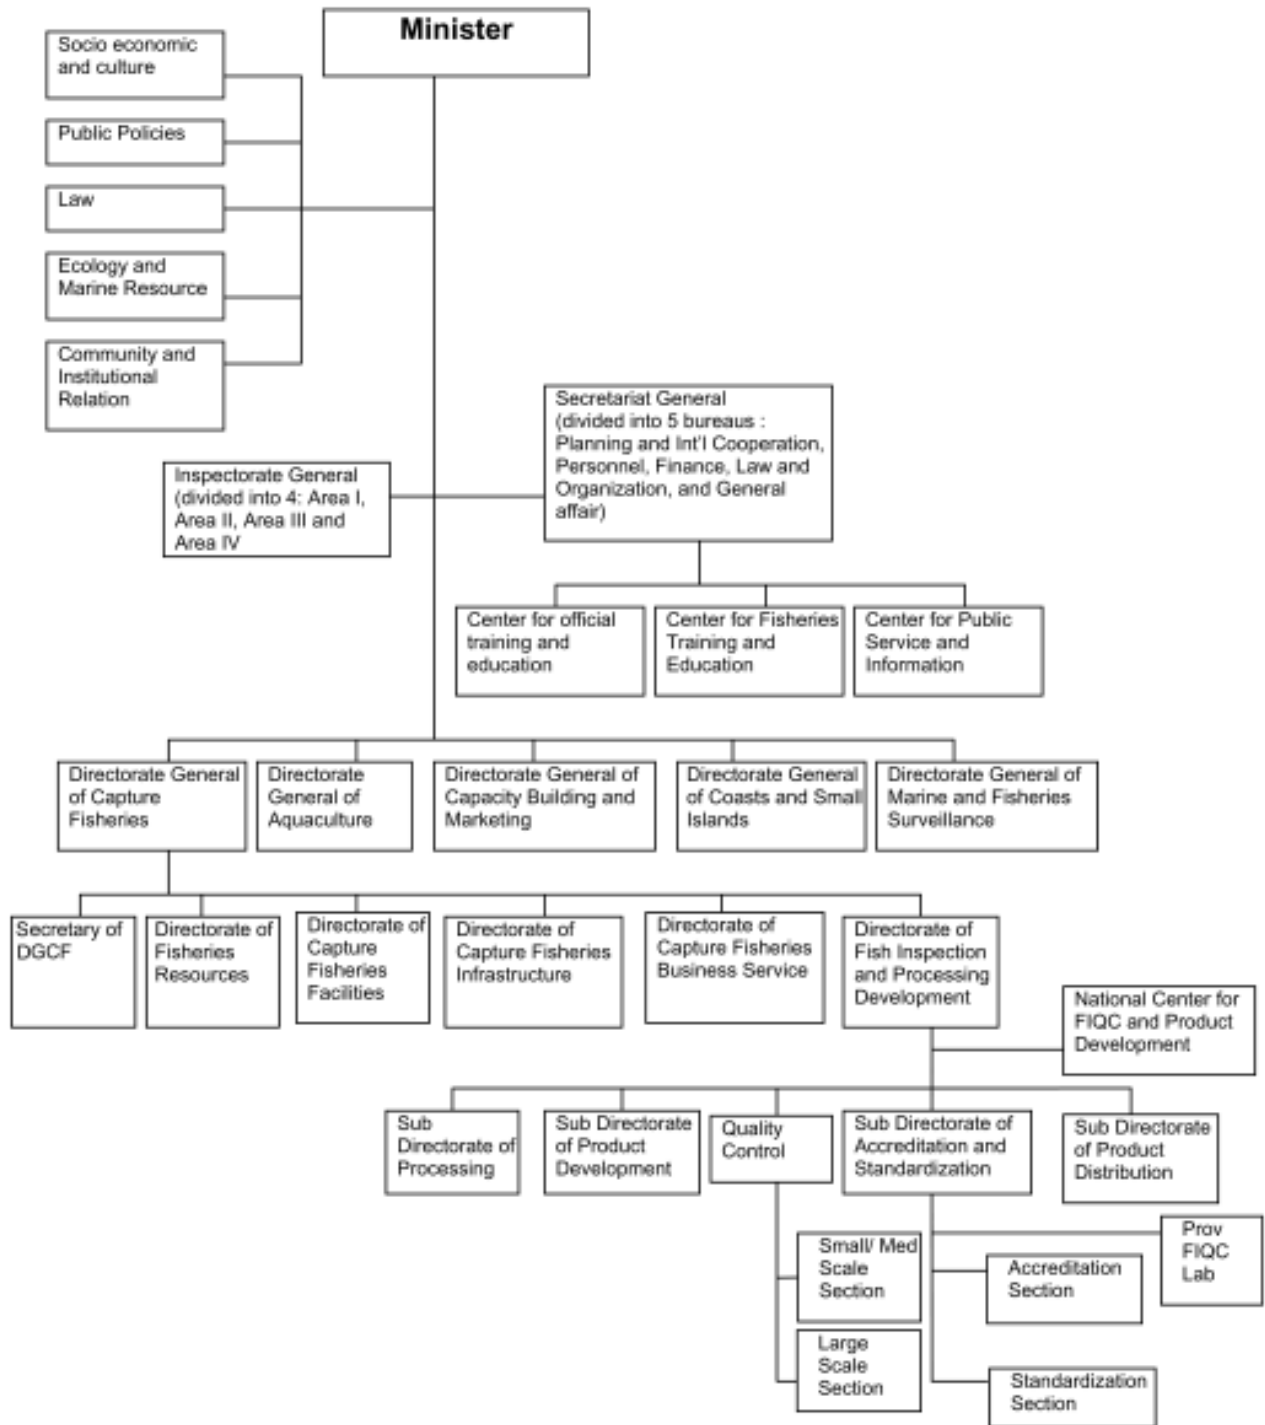 Minister
Socio economic
and culture
Public Policies
Law
Ecology and
Marine Resource
Community and
Institutional
Relation
Secretariat General
(divided into 5 bureaus :
Planning and Int'l Cooperation,
Personnel, Finance, Law and
Organization, and General
affair)
Inspectorate General
(divided into 4: Area I,
Area II, Area III and
Area IV
Center for official
training and
education
Center for Fisheries
Training and
Education
Center for Public
Service and
Information
Directorate General
of Capture
Fisheries
Directorate
General of
Aquaculture
Directorate General of
Capacity Building and
Marketing
Directorate General
of Coasts and Small
Islands
Directorate General of
Marine and Fisheries
Surveillance
Secretary of
DGCF
Directorate of
Fisheries
Resources
Directorate of
Capture
Fisheries
Facilities
Directorate of
Capture Fisheries
Infrastructure
Directorate of
Capture Fisheries
Business Service
Directorate of
Fish Inspection
and Processing
Development
National Center for
FIQC and Product
Development
Sub
Directorate of
Processing
Sub Directorate
of Product
Development
Quality
Control
Sub Directorate of
Accreditation and
Standardization
Sub Directorate
of Product
Distribution
Small/ Med
Scale
Section
Large
Scale
Section
Accreditation
Section
Prov
FIQC
Lab
Standardization
Section